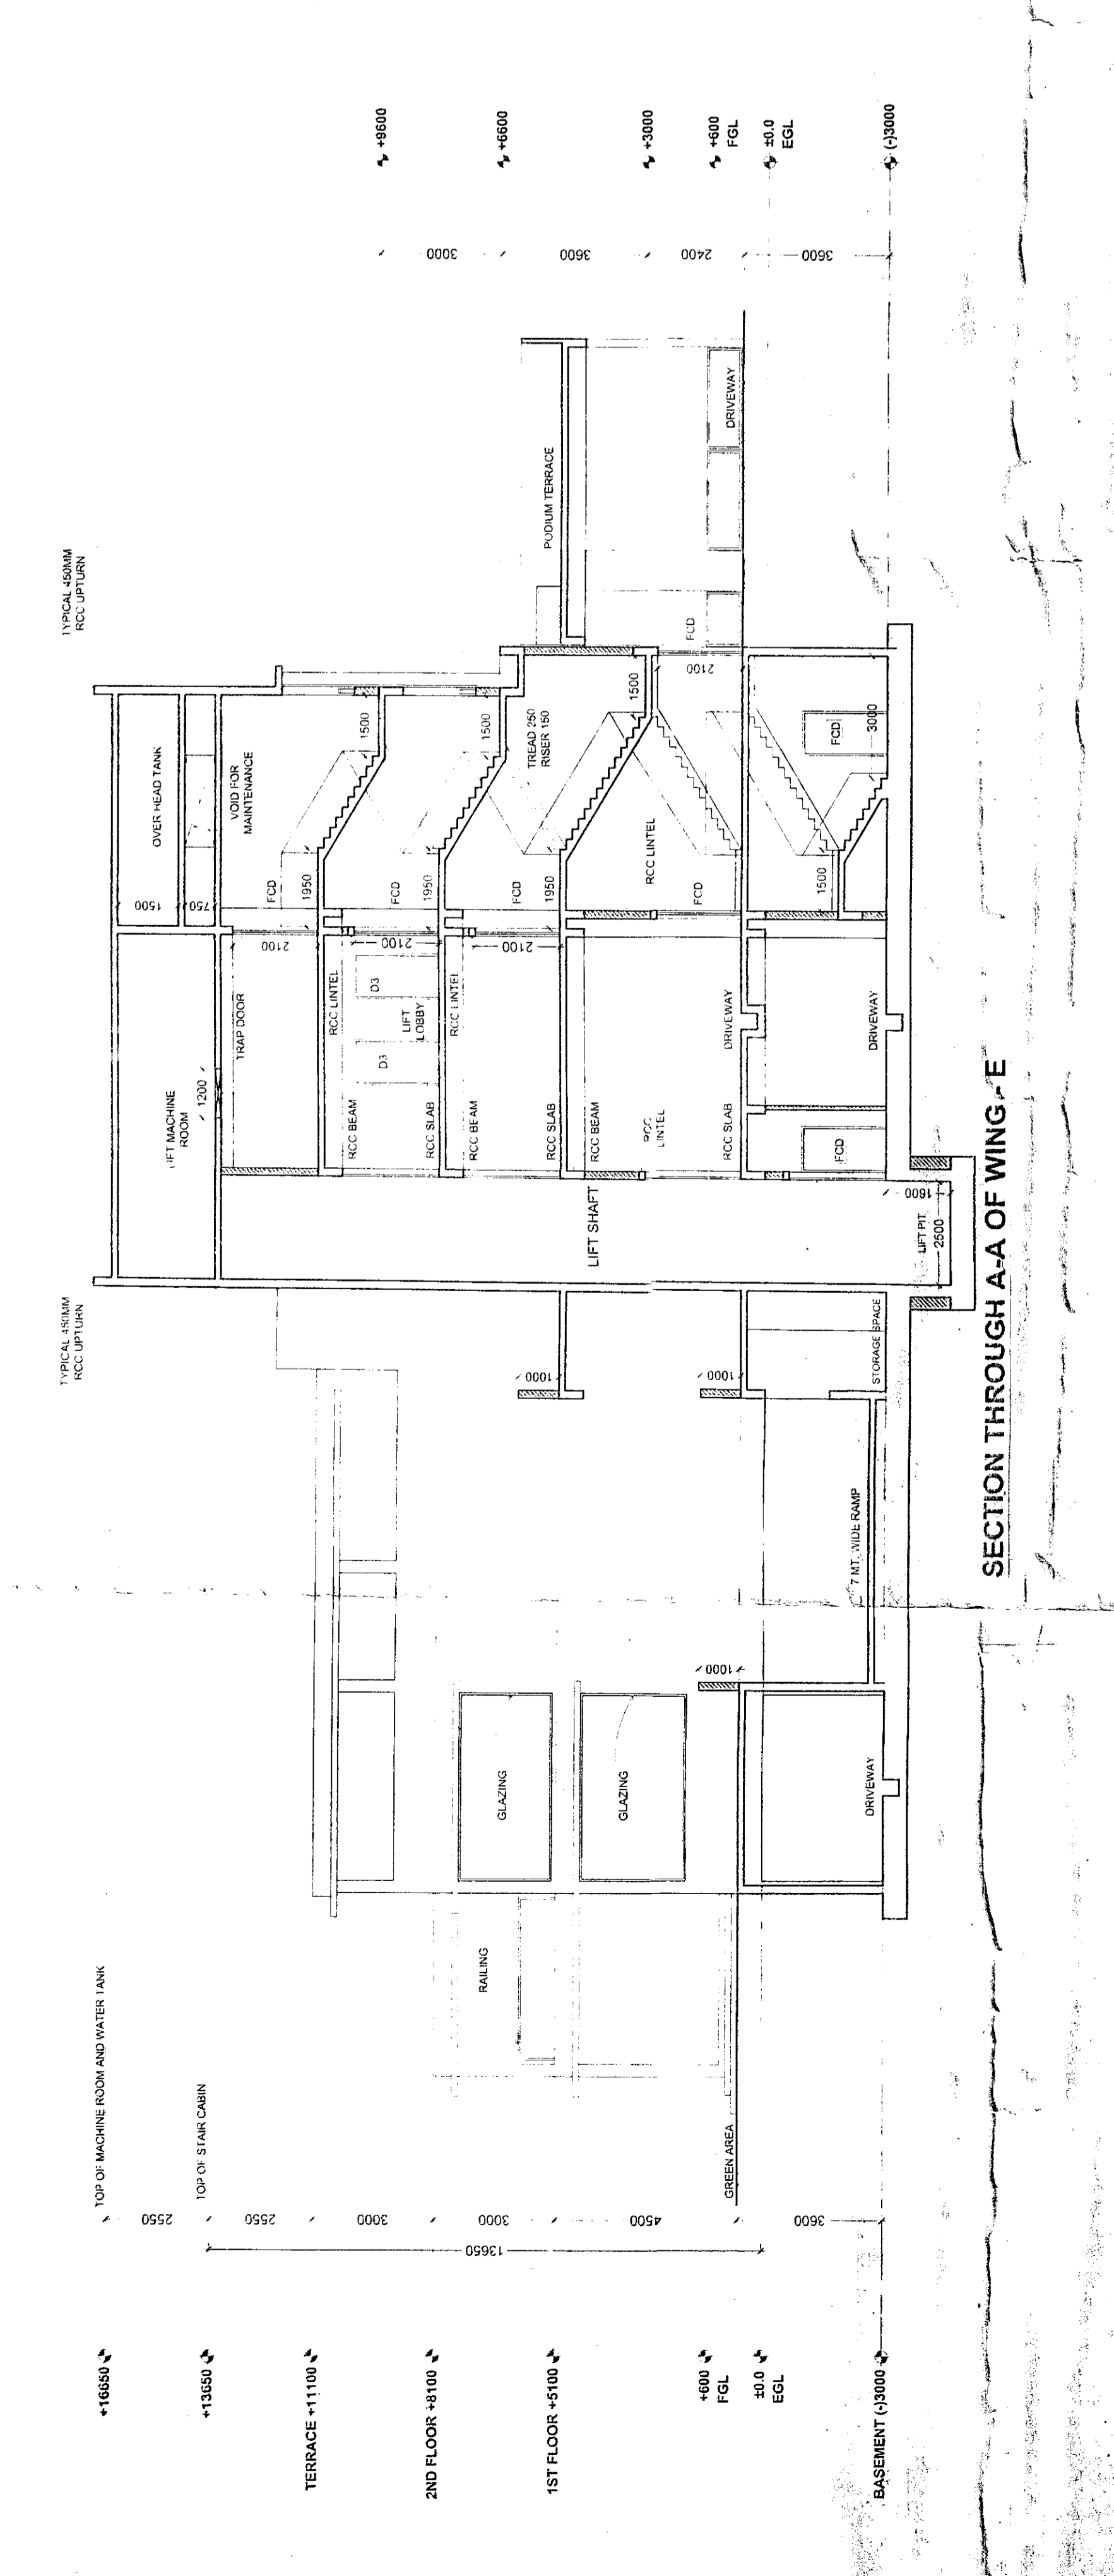 TYPICAL 450MM
RCC UPTURN
TYPICAL 450MM
RCC UPTURN
+16650
TOP OF MACHINE ROOM AND WATER TANK
2550
+13650
TOP OF STAIR CABIN
2550
TERRACE +11100
3000
2ND FLOOR +8100
3000
1ST FLOOR +5100
4500
13650
+600
FGL
±0.0
EGL
3600
BASEMENT (-)3000
GREEN AREA
RAILING
GLAZING
GLAZING
DRIVEWAY
1000
7 MT. WIDE RAMP
1000
1000
STORAGE SPACE
LIFT SHAFT
LIFT PIT
2500
1600
LIFT MACHINE
ROOM
1200
OVER HEAD TANK
1500
750
VOID FOR
MAINTENANCE
TRAP DOOR
2100
FCD
1950
1500
RCC LINTEL
RCC BEAM
D3
D3
LIFT
LOBBY
2100
FCD
1950
1500
RCC SLAB
RCC LINTEL
RCC BEAM
2100
FCD
1950
TREAD 250
RISER 150
1500
RCC SLAB
RCC BEAM
RCC
LINTEL
RCC LINTEL
FCD
2100
FCD
RCC SLAB
DRIVEWAY
FCD
DRIVEWAY
1500
FCD
3000
PODIUM TERRACE
DRIVEWAY
+9600
3000
+6600
3600
+3000
2400
+600
FGL
±0.0
EGL
3600
(-)3000
SECTION THROUGH A-A OF WING - E